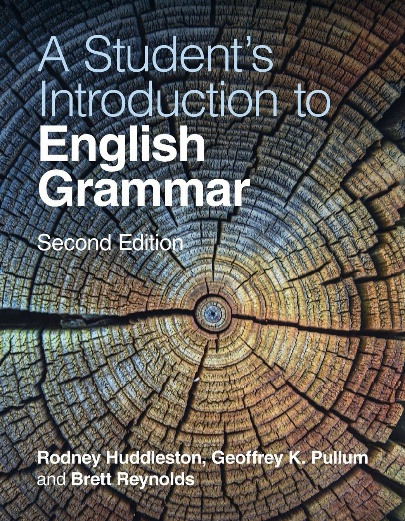 A Student's
Introduction to
English
Grammar
Second Edition
Rodney Huddleston, Geoffrey K. Pullum
and Brett Reynolds